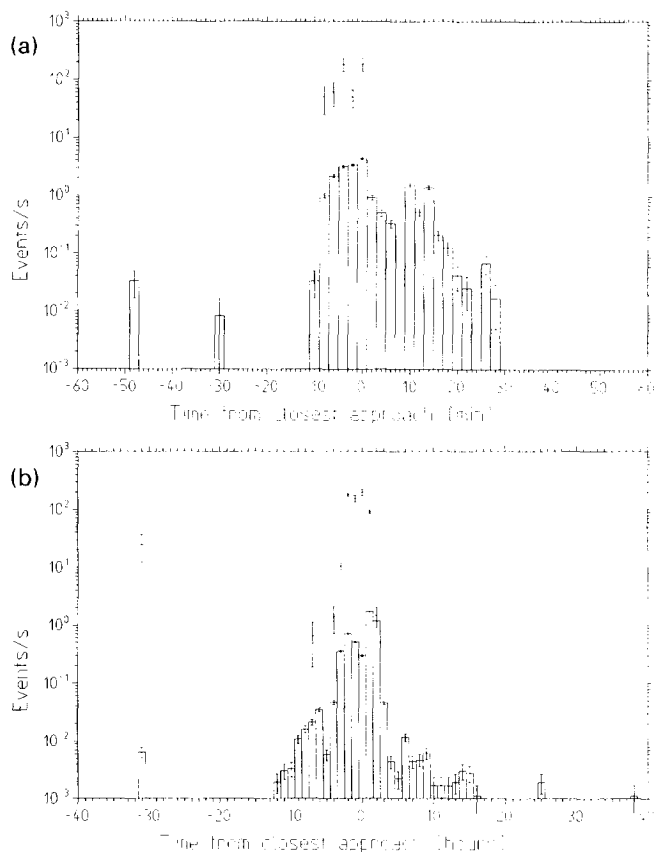 (a)
10³
10²
10¹
10⁰
10⁻¹
10⁻²
10⁻³
Events/s
-60 -50 -40 -30 -20 10 0 10 20 30 40 50 60
Time from closest approach (min)
(b)
10³
10²
10¹
10⁰
10⁻¹
10⁻²
10⁻³
Events/s
-40 -30 -20 10 0 10 20 30
Time from closest approach (hours)